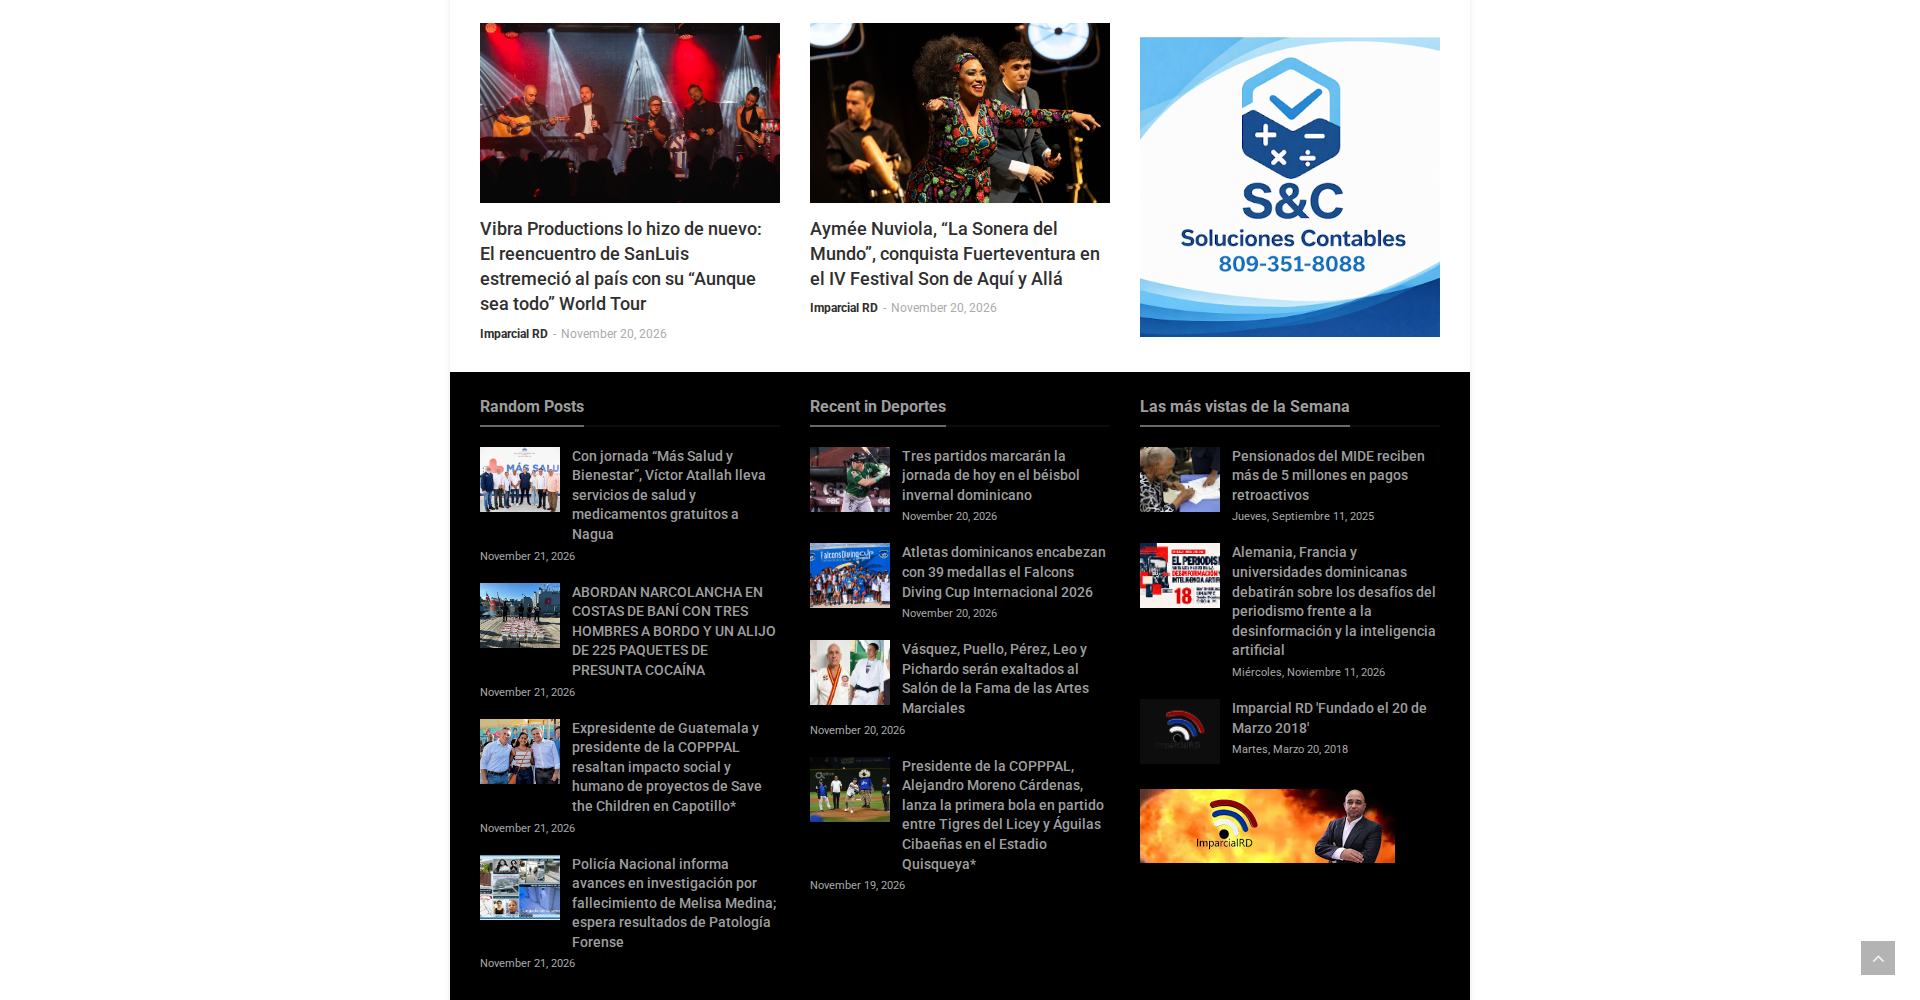 Vibra Productions lo hizo de nuevo:
El reencuentro de SanLuis
estremeció al país con su “Aunque
sea todo” World Tour
Imparcial RD - November 20, 2026
Aymée Nuviola, “La Sonera del
Mundo”, conquista Fuerteventura en
el IV Festival Son de Aquí y Allá
Imparcial RD - November 20, 2026
S&C
Soluciones Contables
809-351-8088
Random Posts
MÁS SALU
Con jornada “Más Salud y
Bienestar”, Víctor Atallah lleva
servicios de salud y
medicamentos gratuitos a
Nagua
November 21, 2026
ABORDAN NARCOLANCHA EN
COSTAS DE BANÍ CON TRES
HOMBRES A BORDO Y UN ALIJO
DE 225 PAQUETES DE
PRESUNTA COCAÍNA
November 21, 2026
Expresidente de Guatemala y
presidente de la COPPPAL
resaltan impacto social y
humano de proyectos de Save
the Children en Capotillo*
November 21, 2026
Policía Nacional informa
avances en investigación por
fallecimiento de Melisa Medina;
espera resultados de Patología
Forense
November 21, 2026
Recent in Deportes
Tres partidos marcarán la
jornada de hoy en el béisbol
invernal dominicano
November 20, 2026
Atletas dominicanos encabezan
con 39 medallas el Falcons
Diving Cup Internacional 2026
November 20, 2026
Vásquez, Puello, Pérez, Leo y
Pichardo serán exaltados al
Salón de la Fama de las Artes
Marciales
November 20, 2026
Presidente de la COPPPAL,
Alejandro Moreno Cárdenas,
lanza la primera bola en partido
entre Tigres del Licey y Águilas
Cibaeñas en el Estadio
Quisqueya*
November 19, 2026
Las más vistas de la Semana
Pensionados del MIDE reciben
más de 5 millones en pagos
retroactivos
Jueves, Septiembre 11, 2025
EL PERIODIS
DESINFORMACIÓN
18
Alemania, Francia y
universidades dominicanas
debatirán sobre los desafíos del
periodismo frente a la
desinformación y la inteligencia
artificial
Miércoles, Noviembre 11, 2026
ImparcialRD
Imparcial RD 'Fundado el 20 de
Marzo 2018'
Martes, Marzo 20, 2018
ImparcialRD